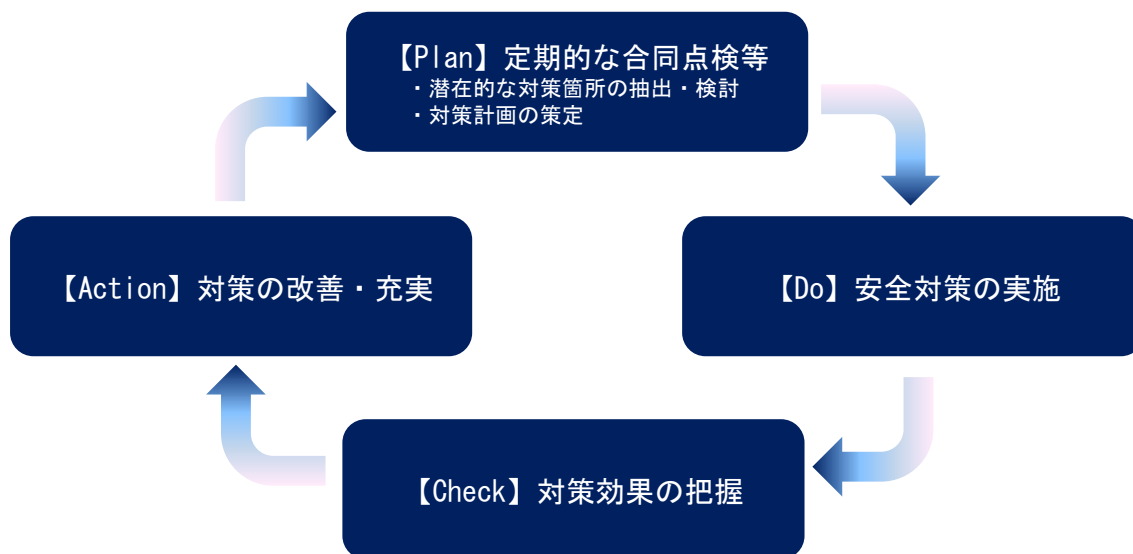 【Plan】定期的な合同点検等
・潜在的な対策箇所の抽出・検討
・対策計画の策定
【Action】対策の改善・充実
【Do】安全対策の実施
【Check】対策効果の把握